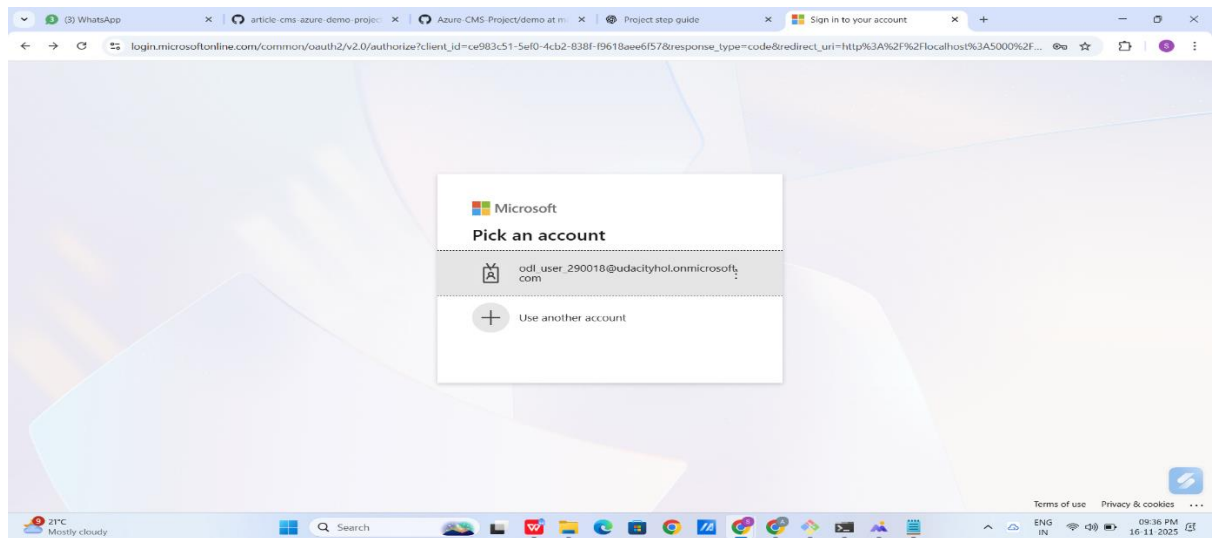 (3) WhatsApp
article-cms-azure-demo-projec
Azure-CMS-Project/demo at m
Project step guide
Sign in to your account
login.microsoftonline.com/common/oauth2/v2.0/authorize?client_id=ce983c51-5ef0-4cb2-838f-f9618aee6f57&response_type=code&redirect_uri=http%3A%2F%2Flocalhost%3A5000%2F...
S
Microsoft
Pick an account
odl_user_290018@udacityhol.onmicrosoft.
com
Use another account
Terms of use Privacy & cookies ...
9
21°C
Mostly cloudy
Search
ENG
IN
09:36 PM
16-11-2025